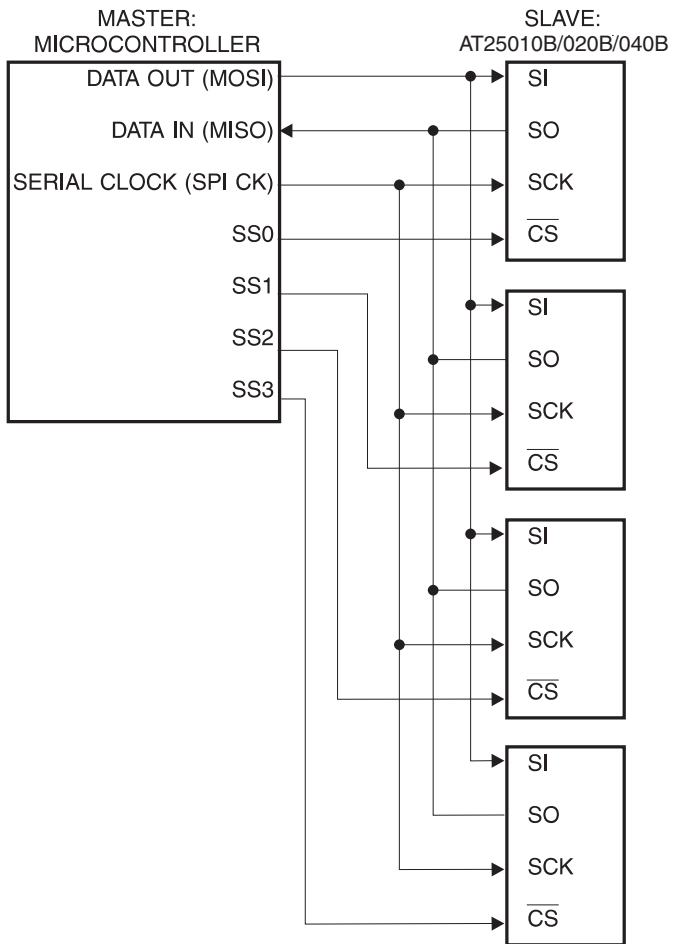 MASTER:
MICROCONTROLLER
DATA OUT (MOSI)
DATA IN (MISO)
SERIAL CLOCK (SPI CK)
SS0
SS1
SS2
SS3
SLAVE:
AT25010B/020B/040B
SI
SO
SCK
CS
SI
SO
SCK
CS
SI
SO
SCK
CS
SI
SO
SCK
CS